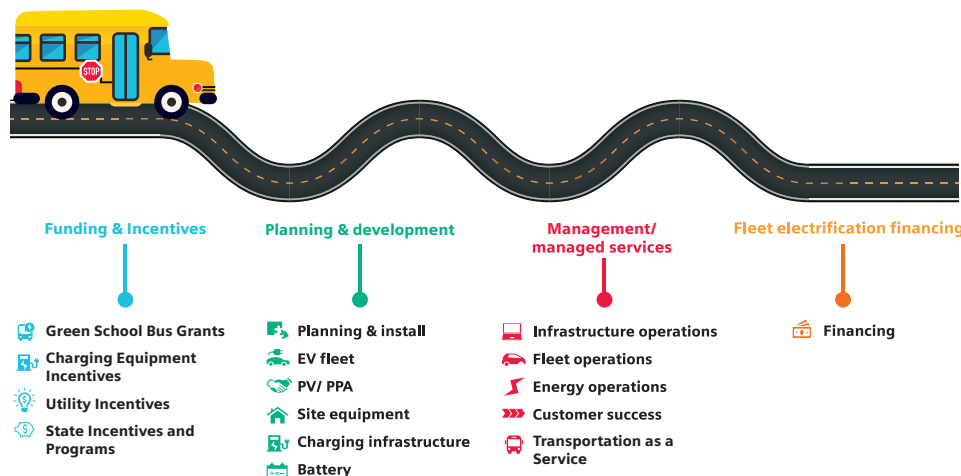 STOP
Funding & Incentives
Green School Bus Grants
Charging Equipment
Incentives
Utility Incentives
State Incentives and
Programs
Planning & development
Planning & install
EV fleet
PV/ PPA
Site equipment
Charging infrastructure
Battery
Management/
managed services
Infrastructure operations
Fleet operations
Energy operations
Customer success
Transportation as a
Service
Fleet electrification financing
Financing